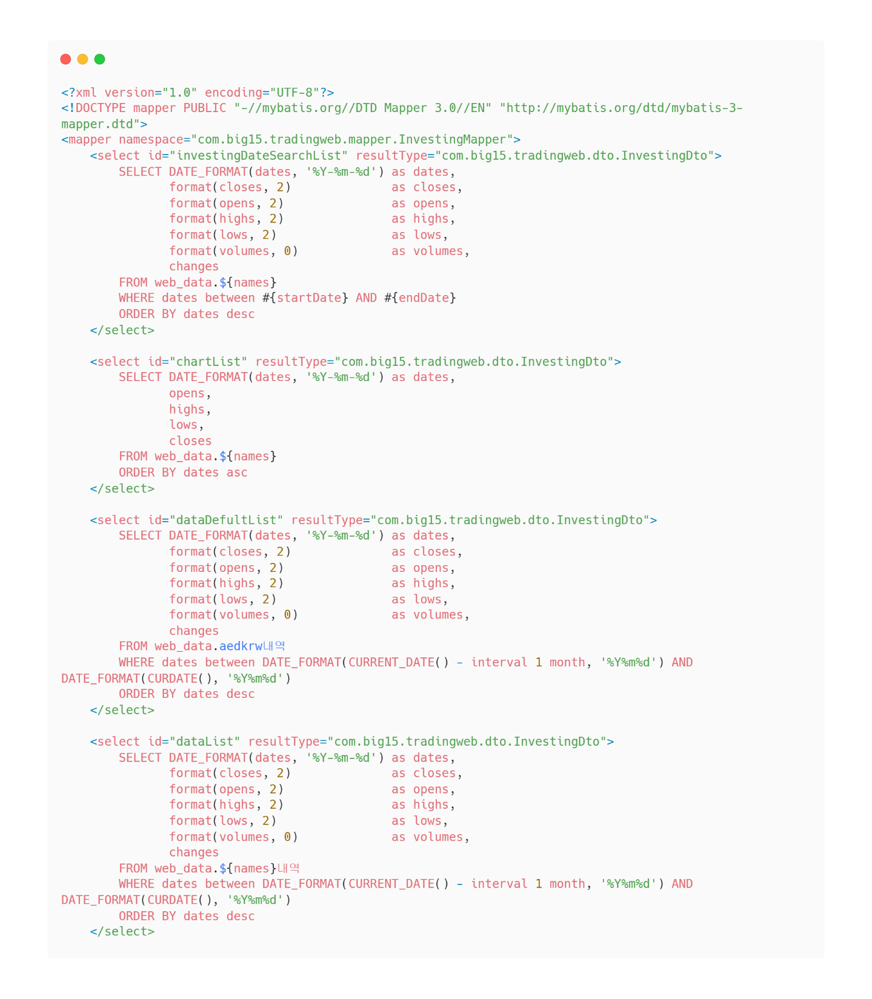 <?xml version="1.0" encoding="UTF-8"?>
<!DOCTYPE mapper PUBLIC "-//mybatis.org//DTD Mapper 3.0//EN" "http://mybatis.org/dtd/mybatis-3-
mapper.dtd">
<mapper namespace="com.big15.tradingweb.mapper.InvestingMapper">
    <select id="investingDateSearchList" resultType="com.big15.tradingweb.dto.InvestingDto">
        SELECT DATE_FORMAT(dates, '%Y-%m-%d') as dates,
               format(closes, 2)              as closes,
               format(opens, 2)               as opens,
               format(highs, 2)               as highs,
               format(lows, 2)                as lows,
               format(volumes, 0)             as volumes,
               changes
        FROM web_data.${names}
        WHERE dates between #{startDate} AND #{endDate}
        ORDER BY dates desc
    </select>

    <select id="chartList" resultType="com.big15.tradingweb.dto.InvestingDto">
        SELECT DATE_FORMAT(dates, '%Y-%m-%d') as dates,
               opens,
               highs,
               lows,
               closes
        FROM web_data.${names}
        ORDER BY dates asc
    </select>

    <select id="dataDefultList" resultType="com.big15.tradingweb.dto.InvestingDto">
        SELECT DATE_FORMAT(dates, '%Y-%m-%d') as dates,
               format(closes, 2)              as closes,
               format(opens, 2)               as opens,
               format(highs, 2)               as highs,
               format(lows, 2)                as lows,
               format(volumes, 0)             as volumes,
               changes
        FROM web_data.aedkrw내역
        WHERE dates between DATE_FORMAT(CURRENT_DATE() - interval 1 month, '%Y%m%d') AND
DATE_FORMAT(CURDATE(), '%Y%m%d')
        ORDER BY dates desc
    </select>

    <select id="dataList" resultType="com.big15.tradingweb.dto.InvestingDto">
        SELECT DATE_FORMAT(dates, '%Y-%m-%d') as dates,
               format(closes, 2)              as closes,
               format(opens, 2)               as opens,
               format(highs, 2)               as highs,
               format(lows, 2)                as lows,
               format(volumes, 0)             as volumes,
               changes
        FROM web_data.${names}내역
        WHERE dates between DATE_FORMAT(CURRENT_DATE() - interval 1 month, '%Y%m%d') AND
DATE_FORMAT(CURDATE(), '%Y%m%d')
        ORDER BY dates desc
    </select>